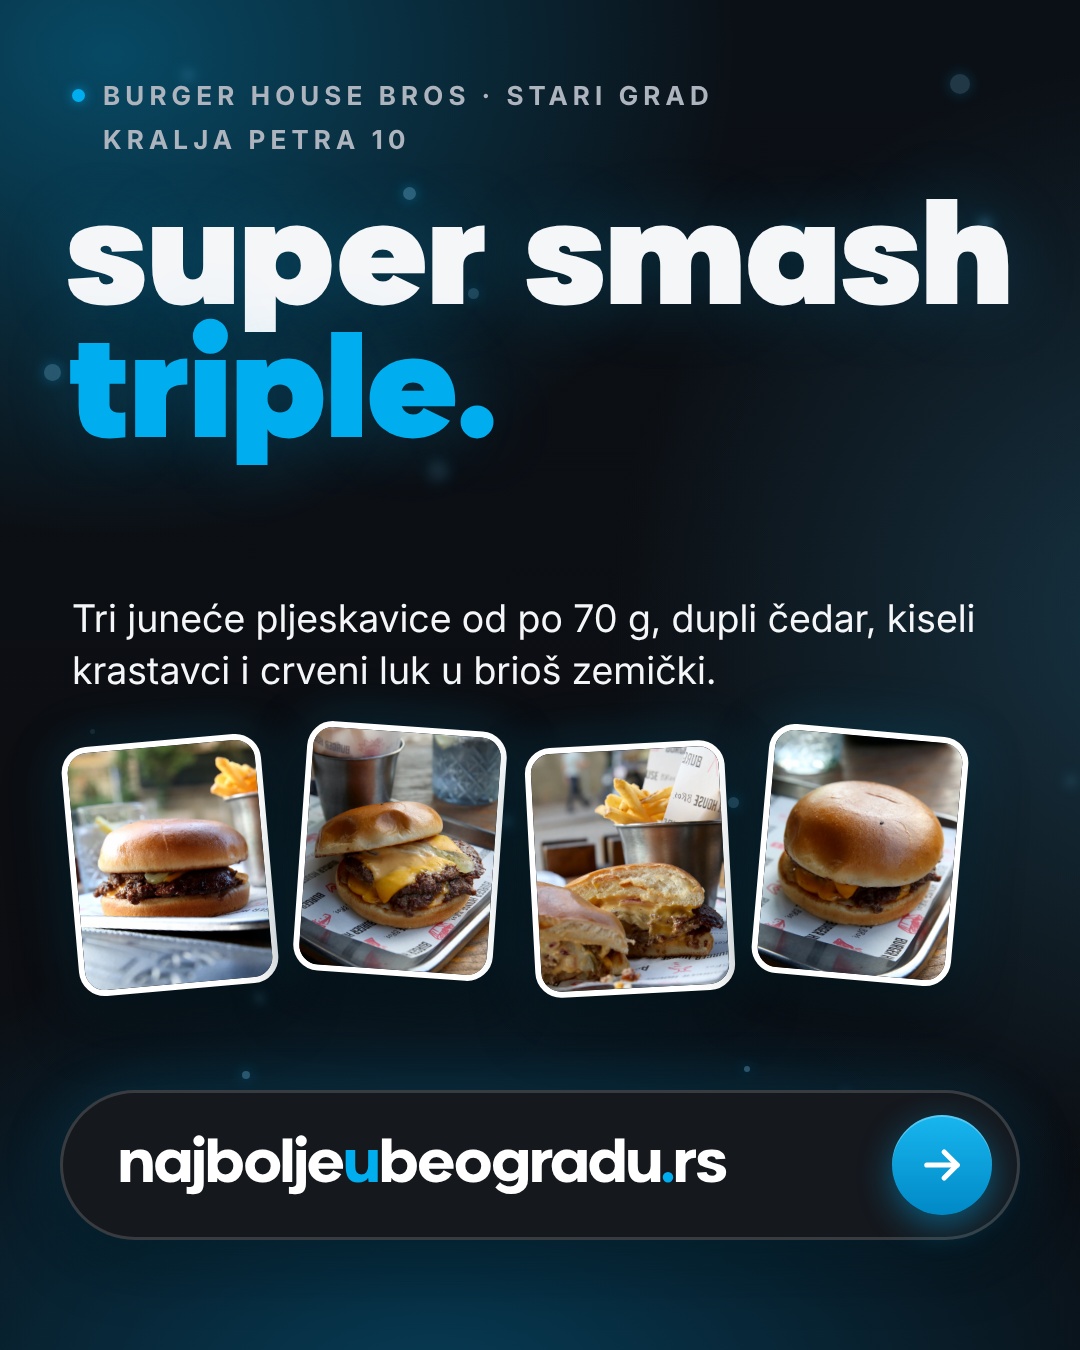 BURGER HOUSE BROS · STARI GRAD
KRALJA PETRA 10
super smash
triple.
Tri juneće pljeskavice od po 70 g, dupli čedar, kiseli
krastavci i crveni luk u brioš zemički.
najboljeubeogradu.rs